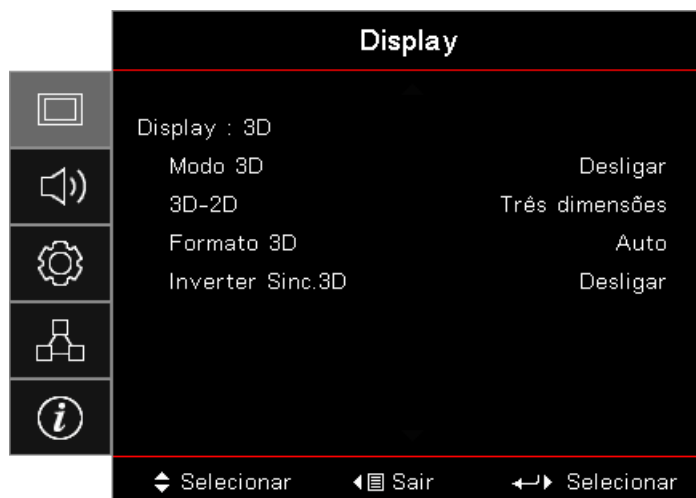 Display
Display : 3D
Modo 3D Desligar
3D-2D Três dimensões
Formato 3D Auto
Inverter Sinc.3D Desligar
Selecionar Sair Selecionar